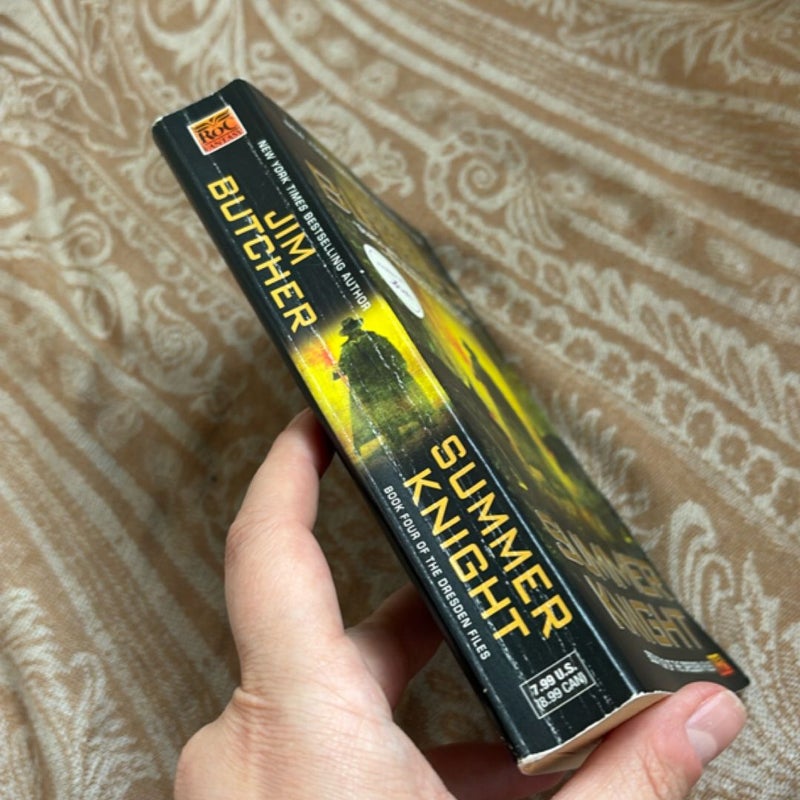 ROC
FANTASY
NEW YORK TIMES BESTSELLING AUTHOR
JIM
BUTCHER
SUMMER
KNIGHT
BOOK FOUR OF THE DRESDEN FILES
7.99 U.S.
(8.99 CAN)
SUMMER
KNIGHT